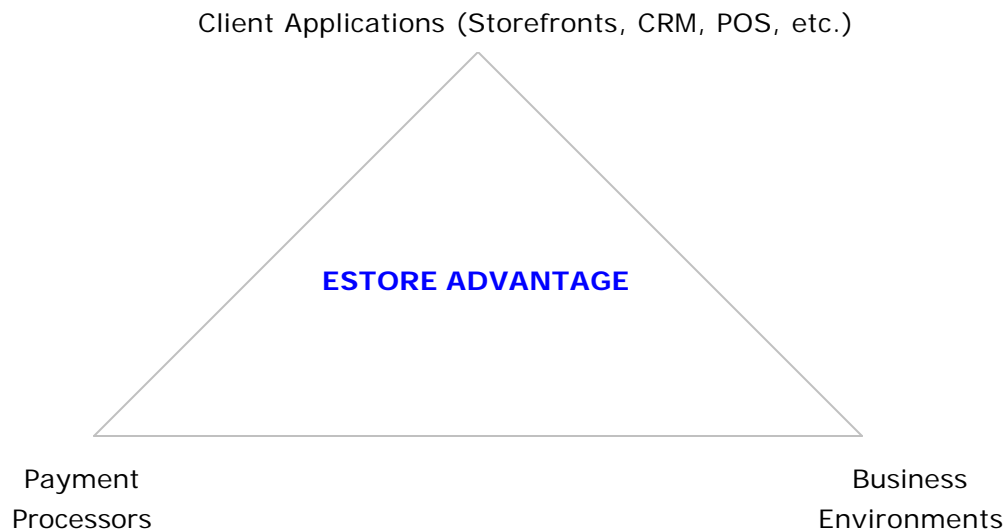 Client Applications (Storefronts, CRM, POS, etc.)
ESTORE ADVANTAGE
Payment
Processors
Business
Environments